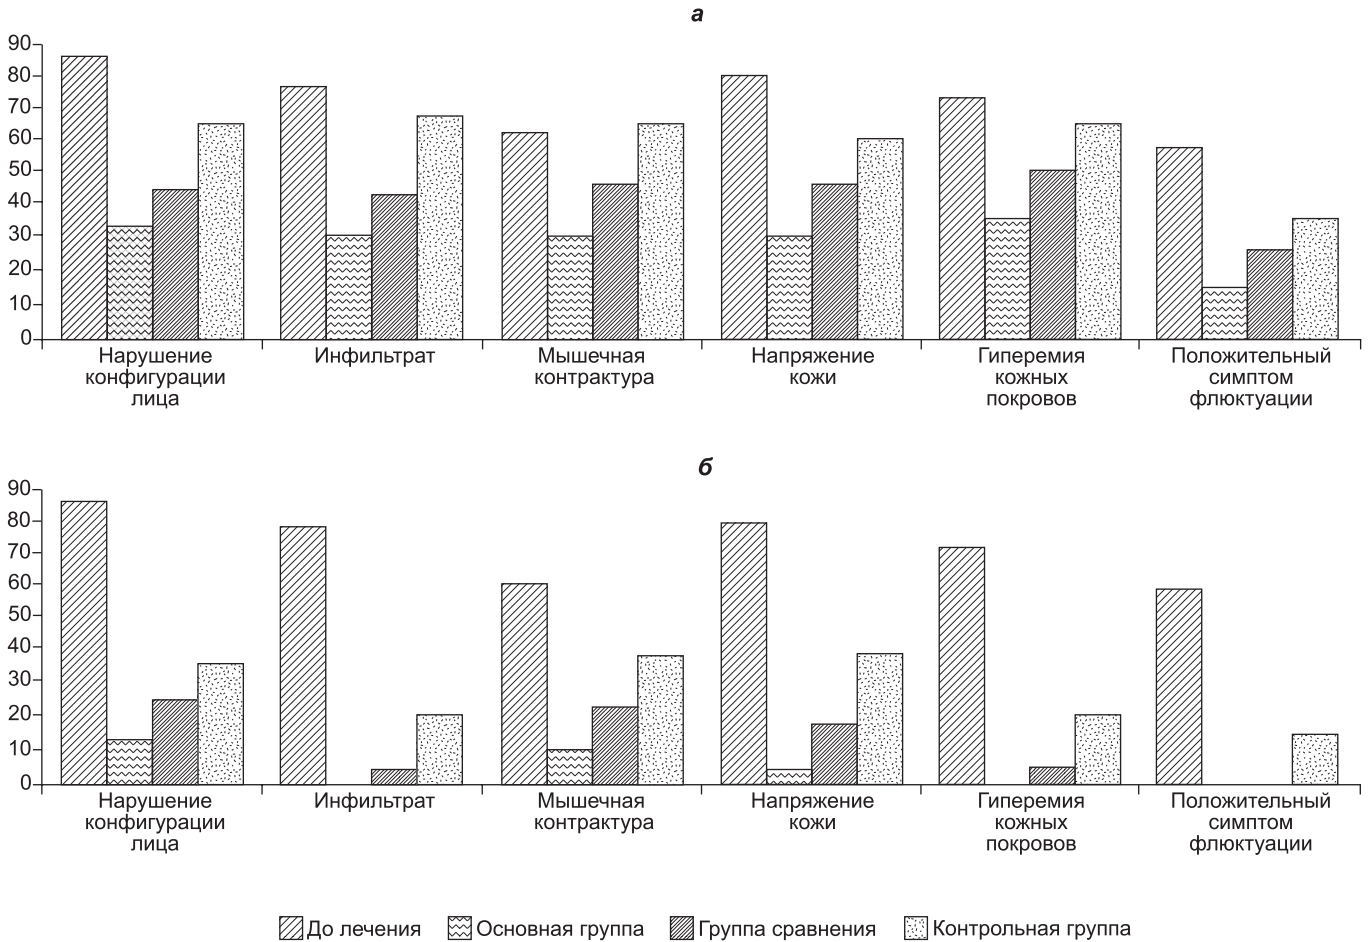 а
90
80
70
60
50
40
30
20
10
0
Нарушение
конфигурации
лица
Инфильтрат
Мышечная
контрактура
Напряжение
кожи
Гиперемия
кожных
покровов
Положительный
симптом
флюктуации
б
90
80
70
60
50
40
30
20
10
0
Нарушение
конфигурации
лица
Инфильтрат
Мышечная
контрактура
Напряжение
кожи
Гиперемия
кожных
покровов
Положительный
симптом
флюктуации
До лечения Основная группа Группа сравнения Контрольная группа